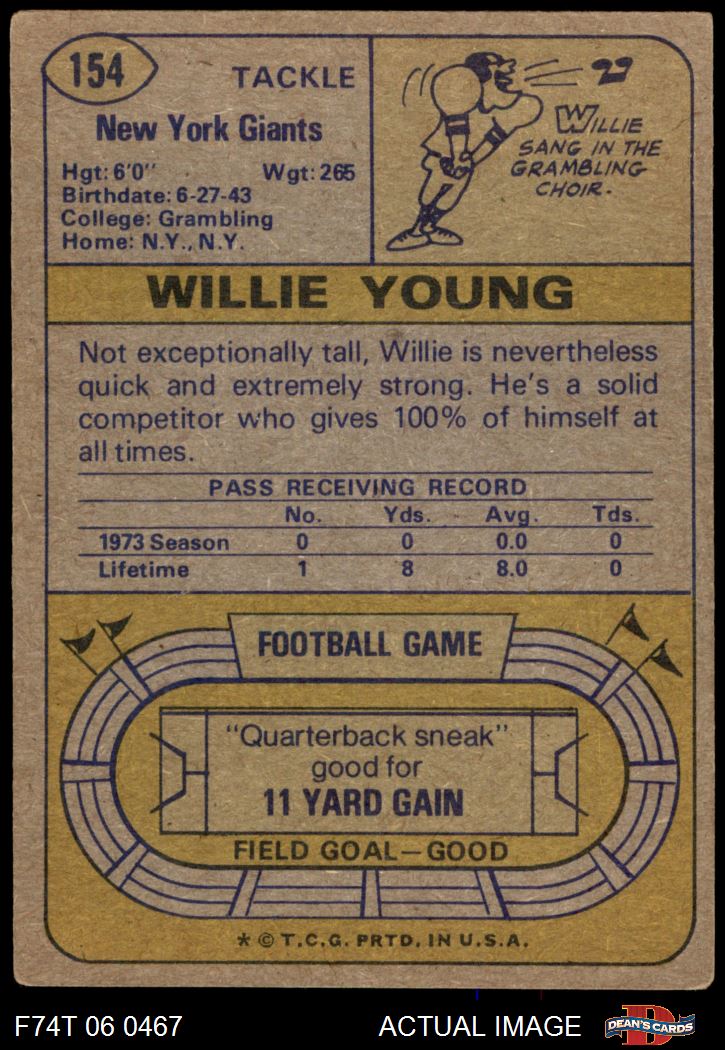 154
TACKLE
New York Giants
Hgt: 6'0" Wgt: 265
Birthdate: 6-27-43
College: Grambling
Home: N.Y., N.Y.
WILLIE
SANG IN THE
GRAMBLING
CHOIR.
WILLIE YOUNG
Not exceptionally tall, Willie is nevertheless
quick and extremely strong. He's a solid
competitor who gives 100% of himself at
all times.
PASS RECEIVING RECORD
No. Yds. Avg. Tds.
1973 Season 0 0 0.0 0
Lifetime 1 8 8.0 0
FOOTBALL GAME
"Quarterback sneak"
good for
11 YARD GAIN
FIELD GOAL—GOOD
* © T.C.G. PRTD. IN U.S.A.
F74T 06 0467 ACTUAL IMAGE
D
DEAN'S CARDS